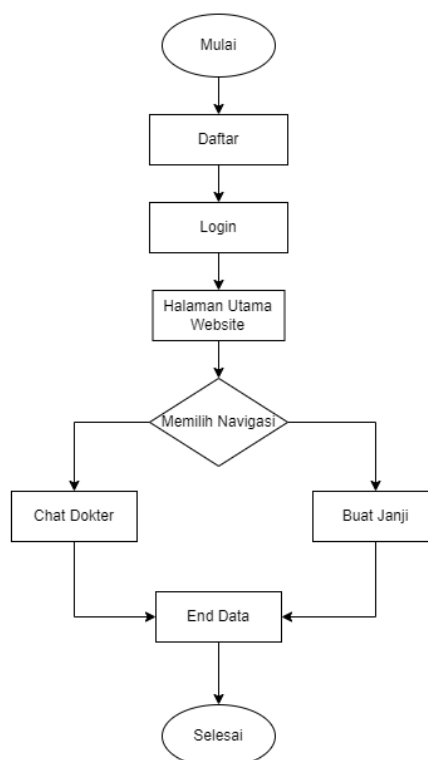 Mulai
Daftar
Login
Halaman Utama
Website
Memilih Navigasi
Chat Dokter
Buat Janji
End Data
Selesai